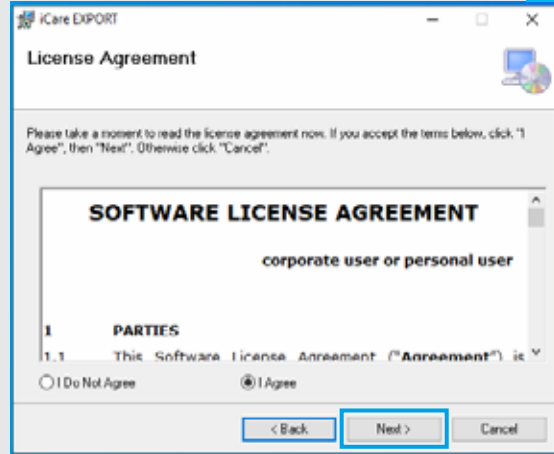 iCare EXPORT
License Agreement
Please take a moment to read the license agreement now. If you accept the terms below, click "I
Agree", then "Next". Otherwise click "Cancel".
SOFTWARE LICENSE AGREEMENT
corporate user or personal user
1 PARTIES
1.1 This Software License Agreement ("Agreement") is
I Do Not Agree I Agree
< Back Next > Cancel